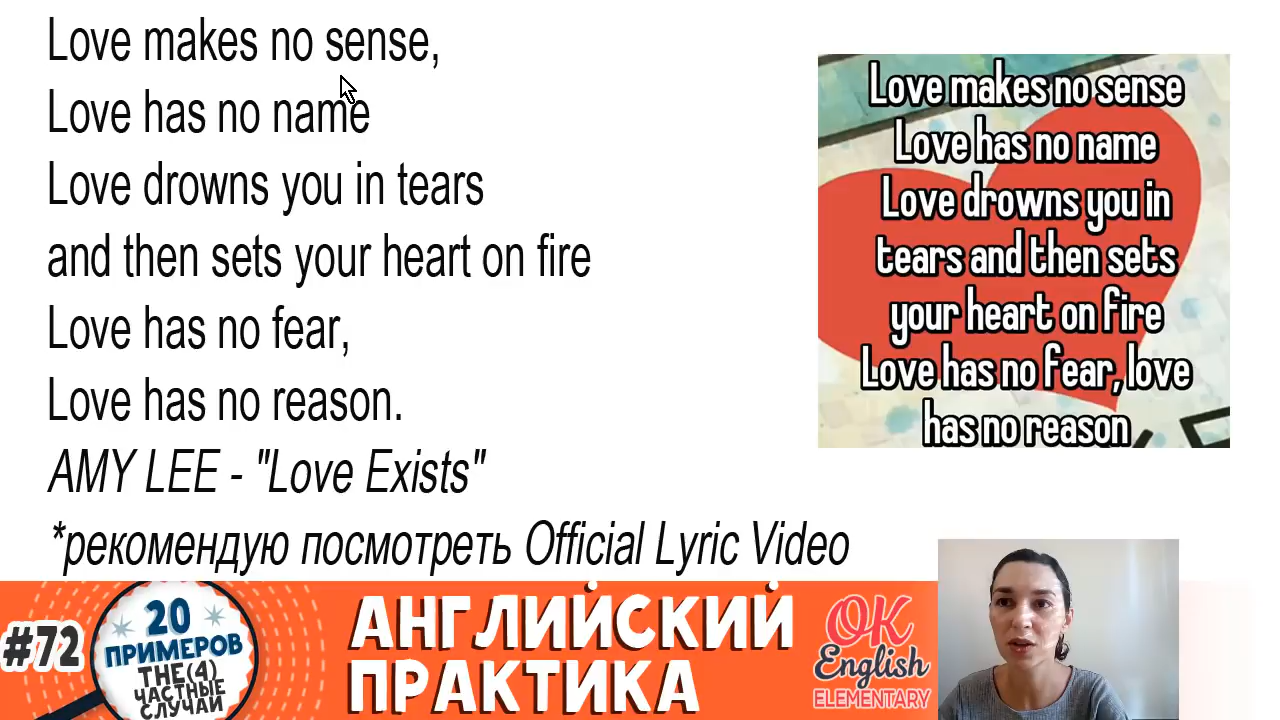 Love makes no sense,
Love has no name
Love drowns you in tears
and then sets your heart on fire
Love has no fear,
Love has no reason.
AMY LEE - "Love Exists"
*рекомендую посмотреть Official Lyric Video
Love makes no sense
Love has no name
Love drowns you in
tears and then sets
your heart on fire
Love has no fear, love
has no reason
#72
20
ПРИМЕРОВ
THE(4)
ЧАСТНЫЕ
СЛУЧАИ
АНГЛИЙСКИЙ
ПРАКТИКА
OK
English
ELEMENTARY